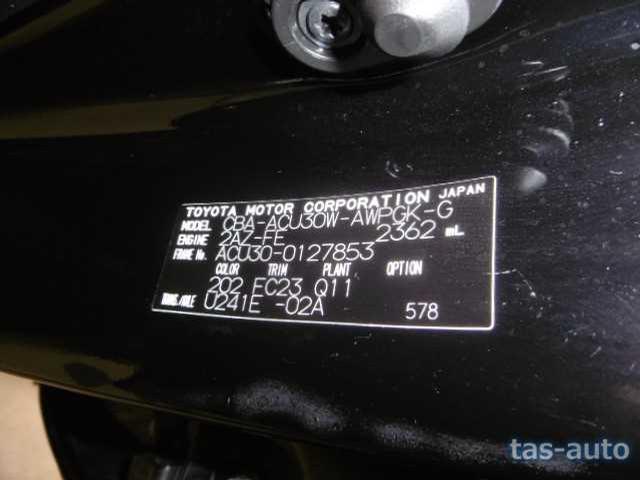 TOYOTA MOTOR CORPORATION JAPAN
MODEL CBA-ACU30W-AWPGK-G
ENGINE 2AZ-FE 2362 mL
FRAME No. ACU30-0127853
COLOR TRIM PLANT OPTION
202 FC23 Q11
TRANS./AXLE U241E -02A
578
tas-auto